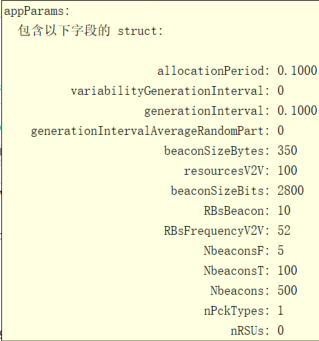 appParams:
包含以下字段的 struct:
allocationPeriod: 0.1000
variabilityGenerationInterval: 0
generationInterval: 0.1000
generationIntervalAverageRandomPart: 0
beaconSizeBytes: 350
resourcesV2V: 100
beaconSizeBits: 2800
RBsBeacon: 10
RBsFrequencyV2V: 52
NbeaconsF: 5
NbeaconsT: 100
Nbeacons: 500
nPckTypes: 1
nRSUs: 0